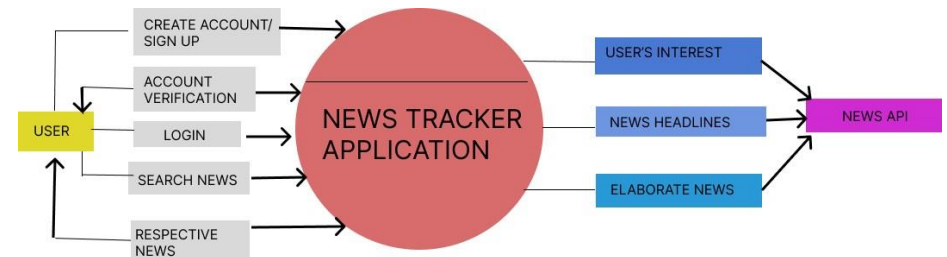 CREATE ACCOUNT/
SIGN UP
ACCOUNT
VERIFICATION
USER
LOGIN
SEARCH NEWS
RESPECTIVE
NEWS
NEWS TRACKER
APPLICATION
USER'S INTEREST
NEWS HEADLINES
ELABORATE NEWS
NEWS API